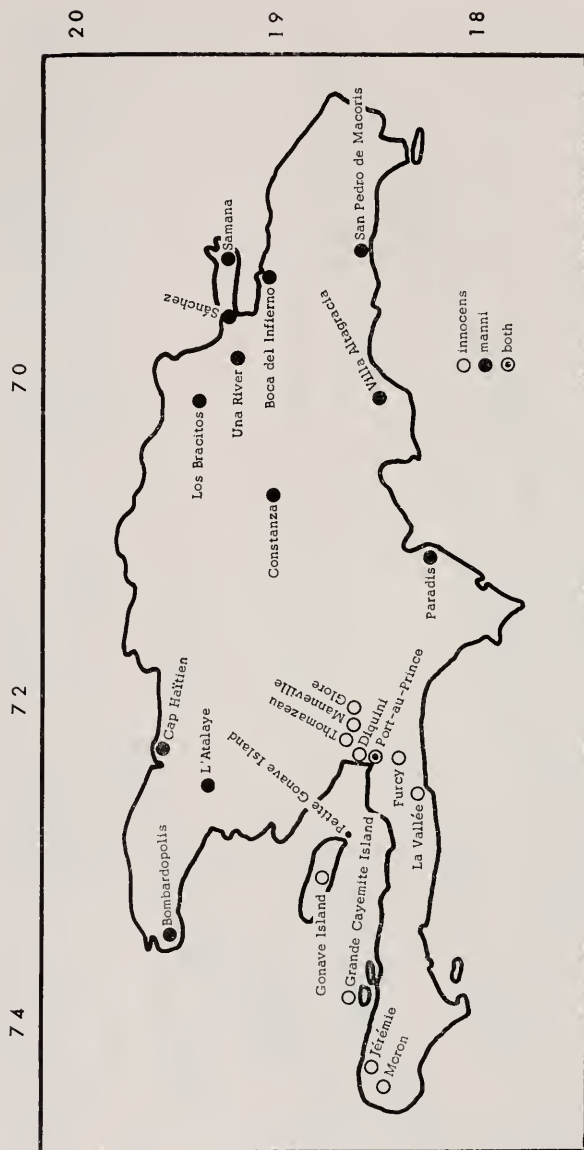 74
72
70
20
19
18
Bombardopolis
Cap Haïtien
L'Atalaye
Los Bracitos
Sánchez
Samana
Una River
Boca del Infierno
Constanza
San Pedro de Macoris
Villa Altagracia
Paradis
Petite Gonave Island
Gonave Island
Grande Cayemite Island
Thomazeau
Manneville
Glore
Diquini
Port-au-Prince
Furcy
La Vallée
Jérémie
Moron
innocens
manni
both